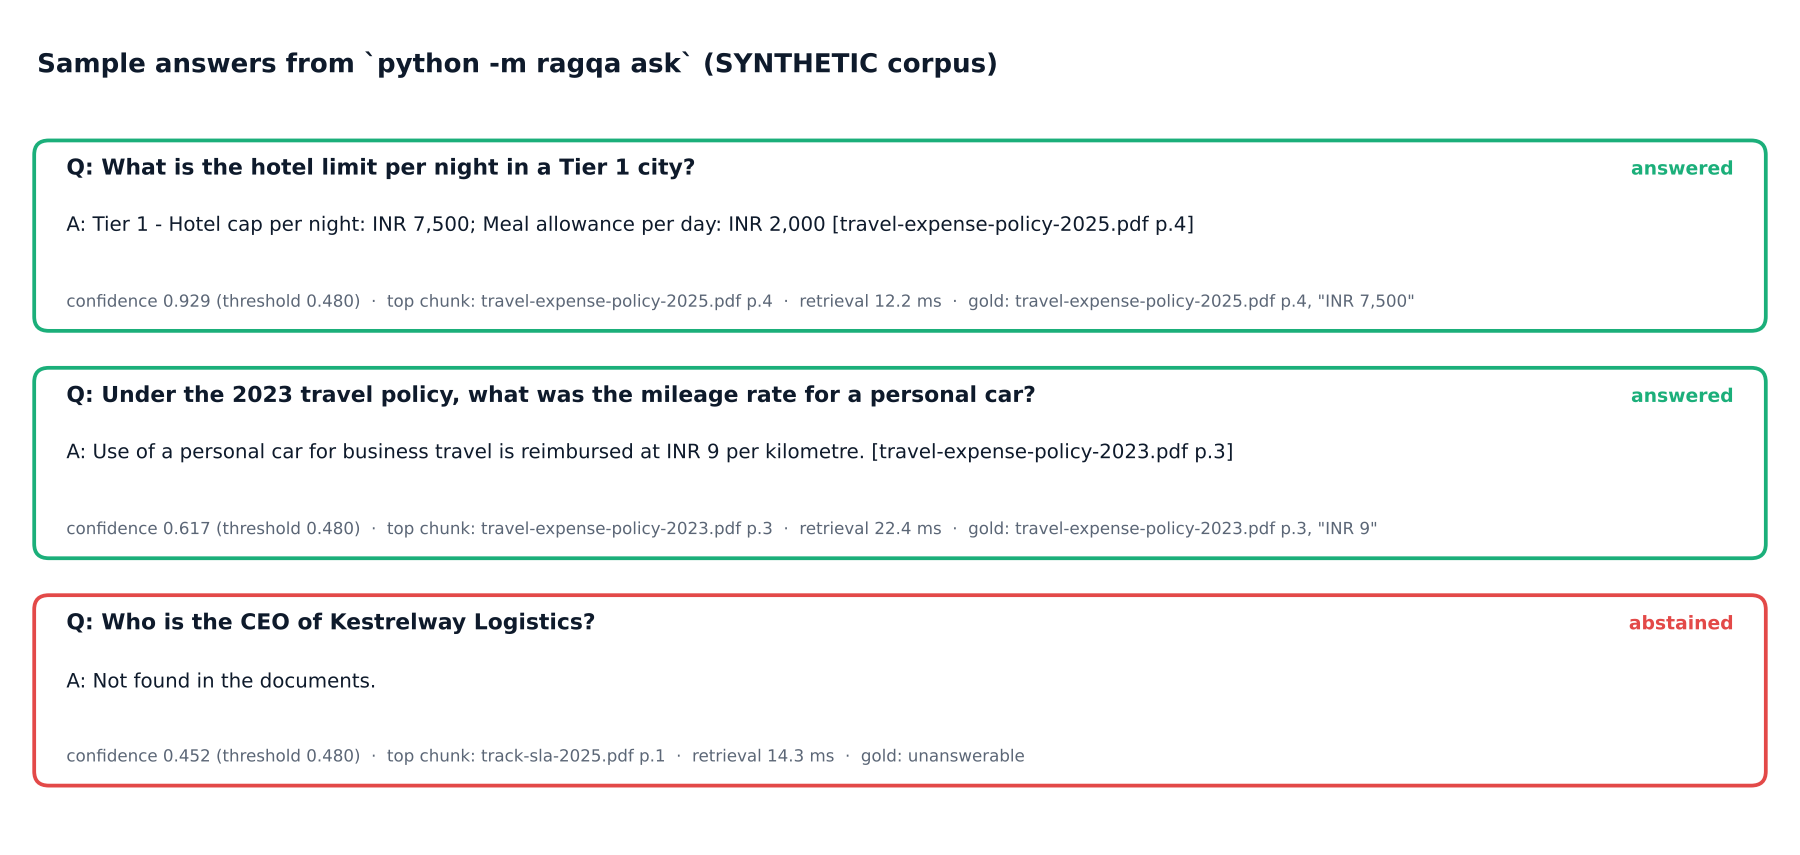 Sample answers from `python -m ragqa ask` (SYNTHETIC corpus)
Q: What is the hotel limit per night in a Tier 1 city?
answered
A: Tier 1 - Hotel cap per night: INR 7,500; Meal allowance per day: INR 2,000 [travel-expense-policy-2025.pdf p.4]
confidence 0.929 (threshold 0.480) · top chunk: travel-expense-policy-2025.pdf p.4 · retrieval 12.2 ms · gold: travel-expense-policy-2025.pdf p.4, "INR 7,500"
Q: Under the 2023 travel policy, what was the mileage rate for a personal car?
answered
A: Use of a personal car for business travel is reimbursed at INR 9 per kilometre. [travel-expense-policy-2023.pdf p.3]
confidence 0.617 (threshold 0.480) · top chunk: travel-expense-policy-2023.pdf p.3 · retrieval 22.4 ms · gold: travel-expense-policy-2023.pdf p.3, "INR 9"
Q: Who is the CEO of Kestrelway Logistics?
abstained
A: Not found in the documents.
confidence 0.452 (threshold 0.480) · top chunk: track-sla-2025.pdf p.1 · retrieval 14.3 ms · gold: unanswerable